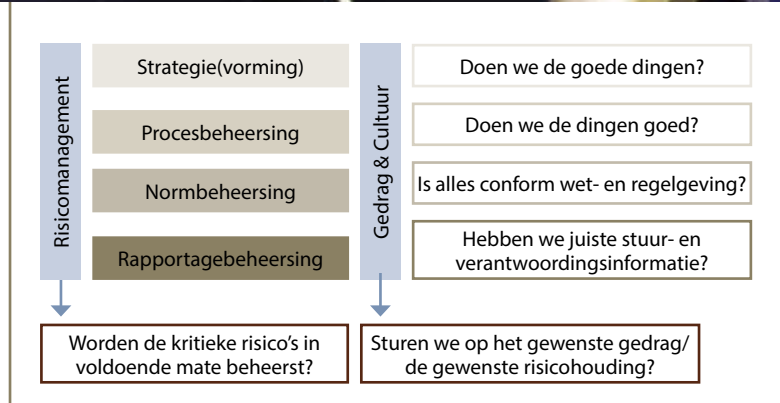 Risicomanagement
Strategie(vorming)
Procesbeheersing
Normbeheersing
Rapportagebeheersing
Gedrag & Cultuur
Doen we de goede dingen?
Doen we de dingen goed?
Is alles conform wet- en regelgeving?
Hebben we juiste stuur- en
verantwoordingsinformatie?
Worden de kritieke risico's in
voldoende mate beheerst?
Sturen we op het gewenste gedrag/
de gewenste risicohouding?